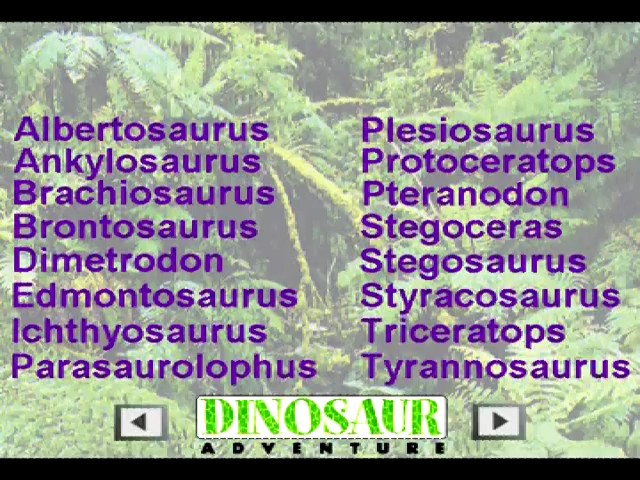 Albertosaurus
Ankylosaurus
Brachiosaurus
Brontosaurus
Dimetrodon
Edmontosaurus
Ichthyosaurus
Parasaurolophus
Plesiosaurus
Protoceratops
Pteranodon
Stegoceras
Stegosaurus
Styracosaurus
Triceratops
Tyrannosaurus
DINOSAUR
ADVENTURE